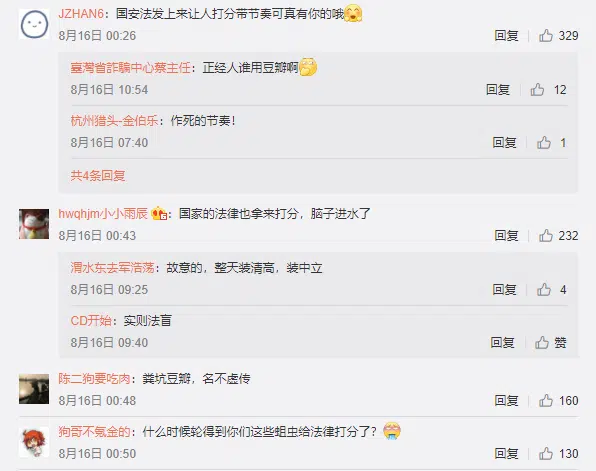 JZHAN6：国安法发上来让人打分带节奏可真有你的哦
8月16日 00:26 回复 329
臺灣省詐騙中心蔡主任：正经人谁用豆瓣啊
8月16日 10:54 回复 12
杭州猎头-金伯乐：作死的节奏！
8月16日 07:40 回复 1
共4条回复
hwqhjm小小雨辰：国家的法律也拿来打分，脑子进水了
8月16日 00:43 回复 232
渭水东去军浩荡：故意的，整天装清高，装中立
8月16日 09:25 回复 4
CD开始：实则法盲
8月16日 09:40 回复 赞
陈二狗要吃肉：粪坑豆瓣，名不虚传
8月16日 00:48 回复 160
狗哥不氪金的：什么时候轮得到你们这些蛆虫给法律打分了？
8月16日 00:50 回复 130